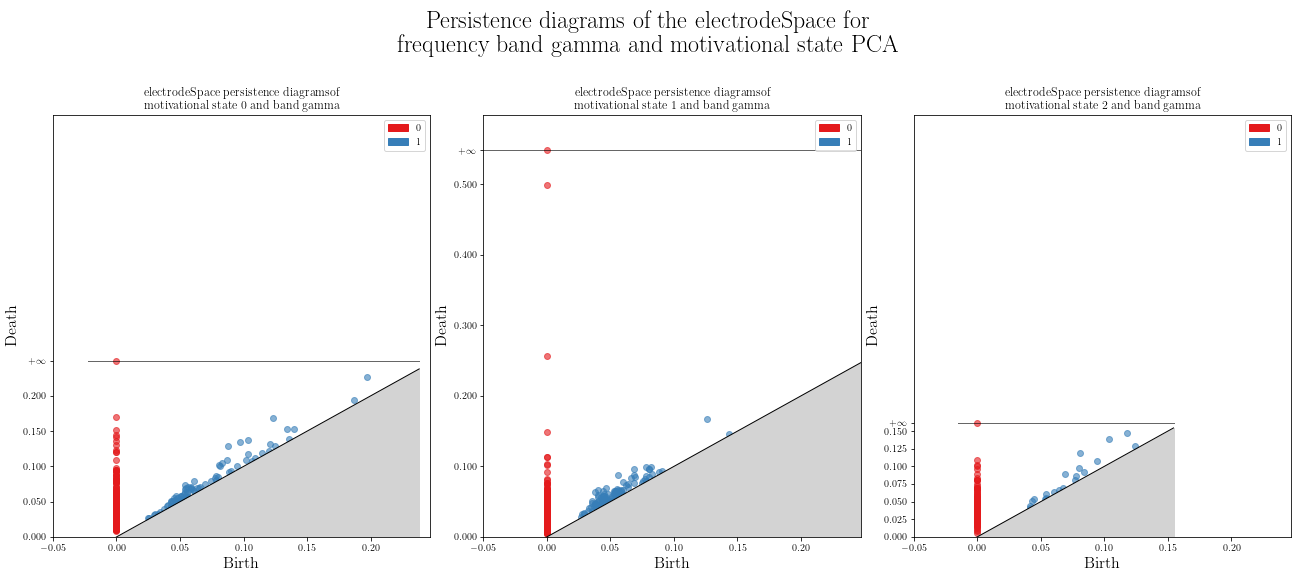 Persistence diagrams of the electrodeSpace for
frequency band gamma and motivational state PCA
electrodeSpace persistence diagramsof
motivational state 0 and band gamma
0
1
Death
+∞
0.200
0.150
0.100
0.050
0.000
−0.05 0.00 0.05 0.10 0.15 0.20
Birth
electrodeSpace persistence diagramsof
motivational state 1 and band gamma
0
1
Death
+∞
0.500
0.400
0.300
0.200
0.100
0.000
−0.05 0.00 0.05 0.10 0.15 0.20
Birth
electrodeSpace persistence diagramsof
motivational state 2 and band gamma
0
1
Death
+∞
0.150
0.125
0.100
0.075
0.050
0.025
0.000
−0.05 0.00 0.05 0.10 0.15 0.20
Birth